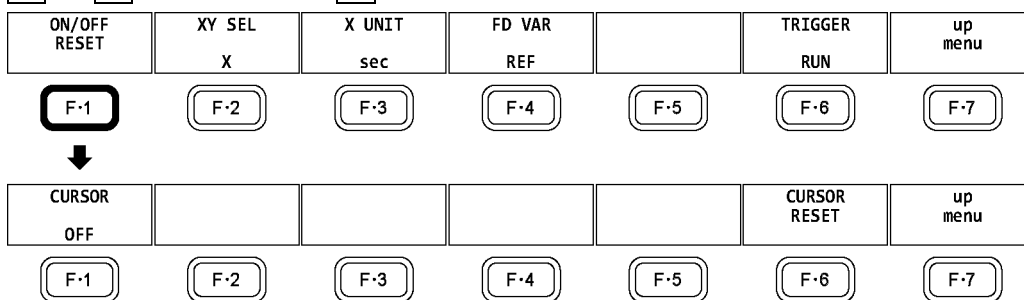 ON/OFF
RESET
XY SEL
X
X UNIT
sec
FD VAR
REF
TRIGGER
RUN
up
menu
F·1
F·2
F·3
F·4
F·5
F·6
F·7
CURSOR
OFF
CURSOR
RESET
up
menu
F·1
F·2
F·3
F·4
F·5
F·6
F·7